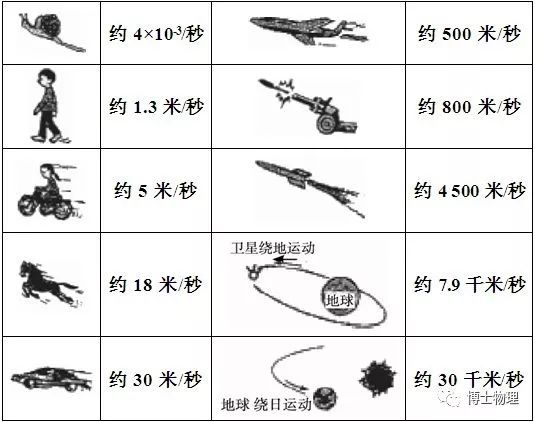 约 4×10⁻³/秒
约 500 米/秒
约 1.3 米/秒
约 800 米/秒
约 5 米/秒
约 4 500 米/秒
约 18 米/秒
卫星绕地运动
地球
约 7.9 千米/秒
约 30 米/秒
地球 绕日运动
约 30 千米/秒
博士物理